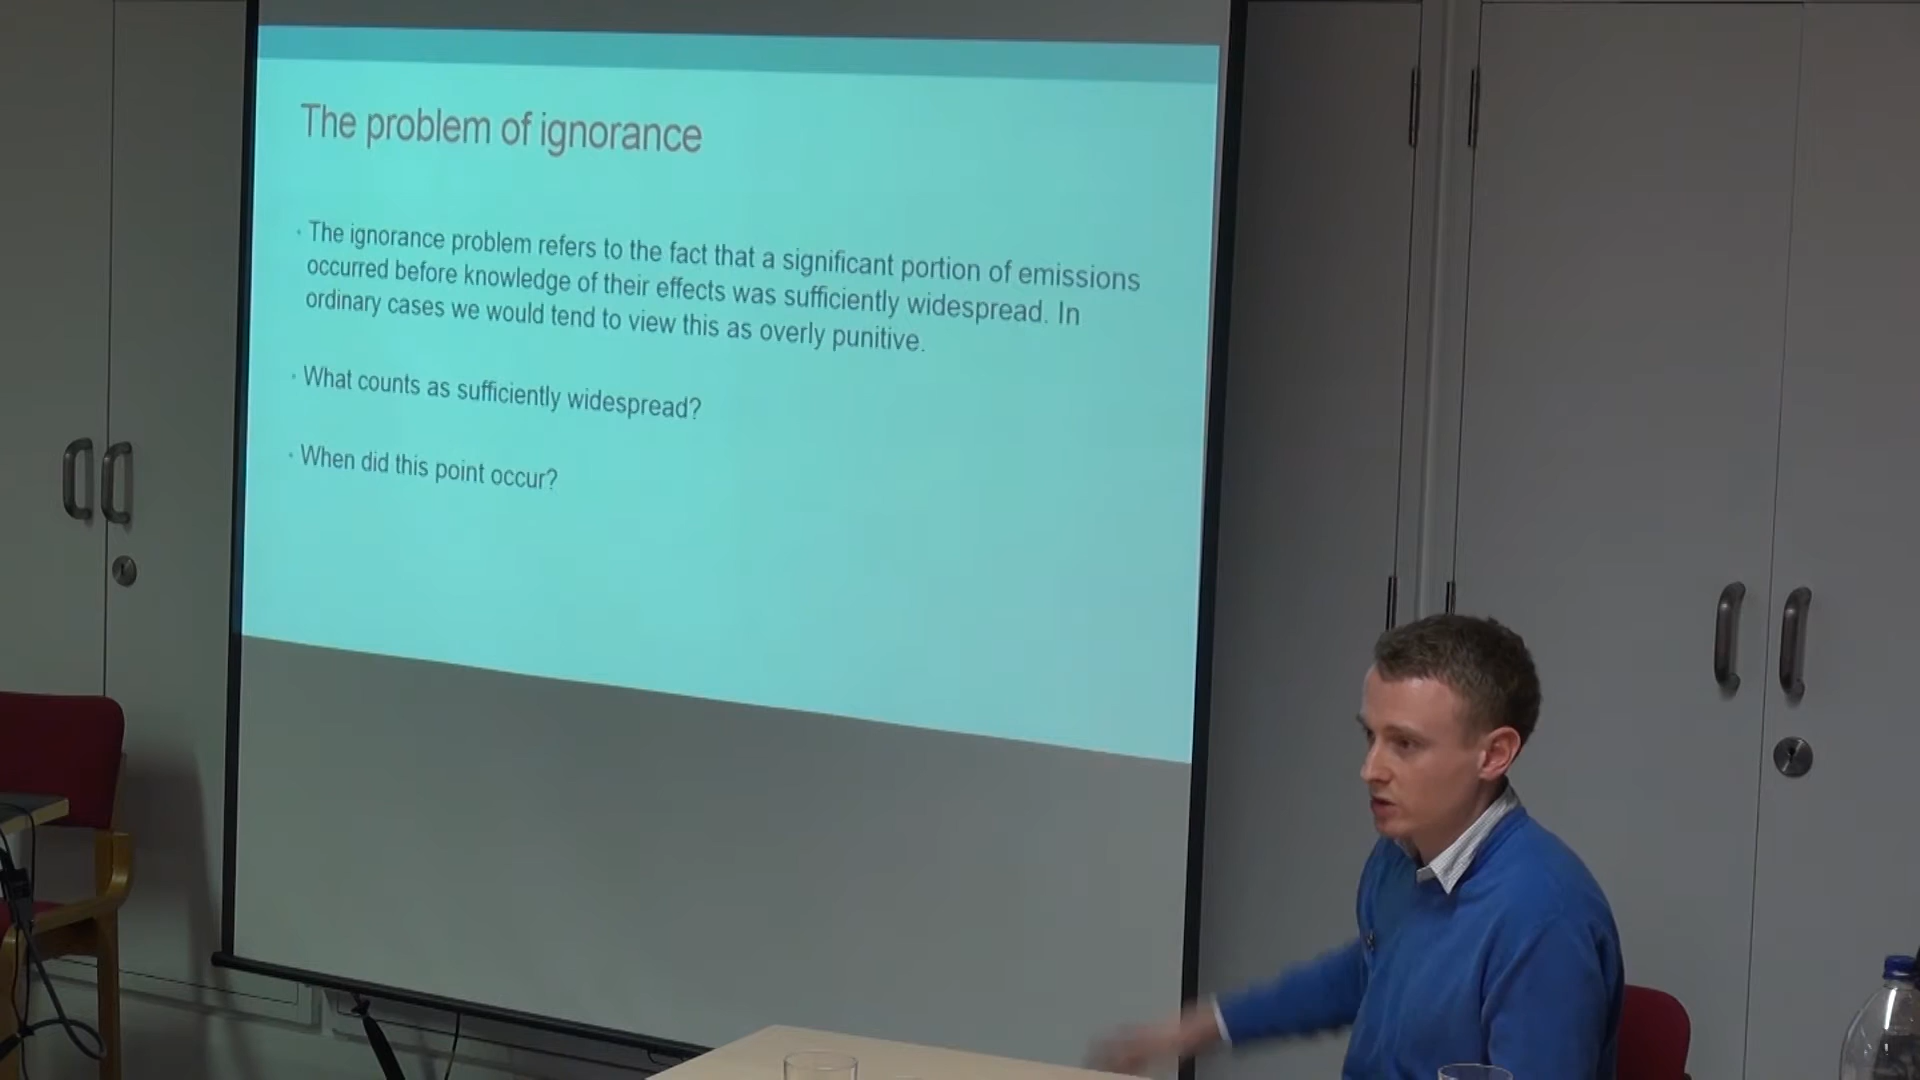 The problem of ignorance
The ignorance problem refers to the fact that a significant portion of emissions
occurred before knowledge of their effects was sufficiently widespread. In
ordinary cases we would tend to view this as overly punitive.
What counts as sufficiently widespread?
When did this point occur?